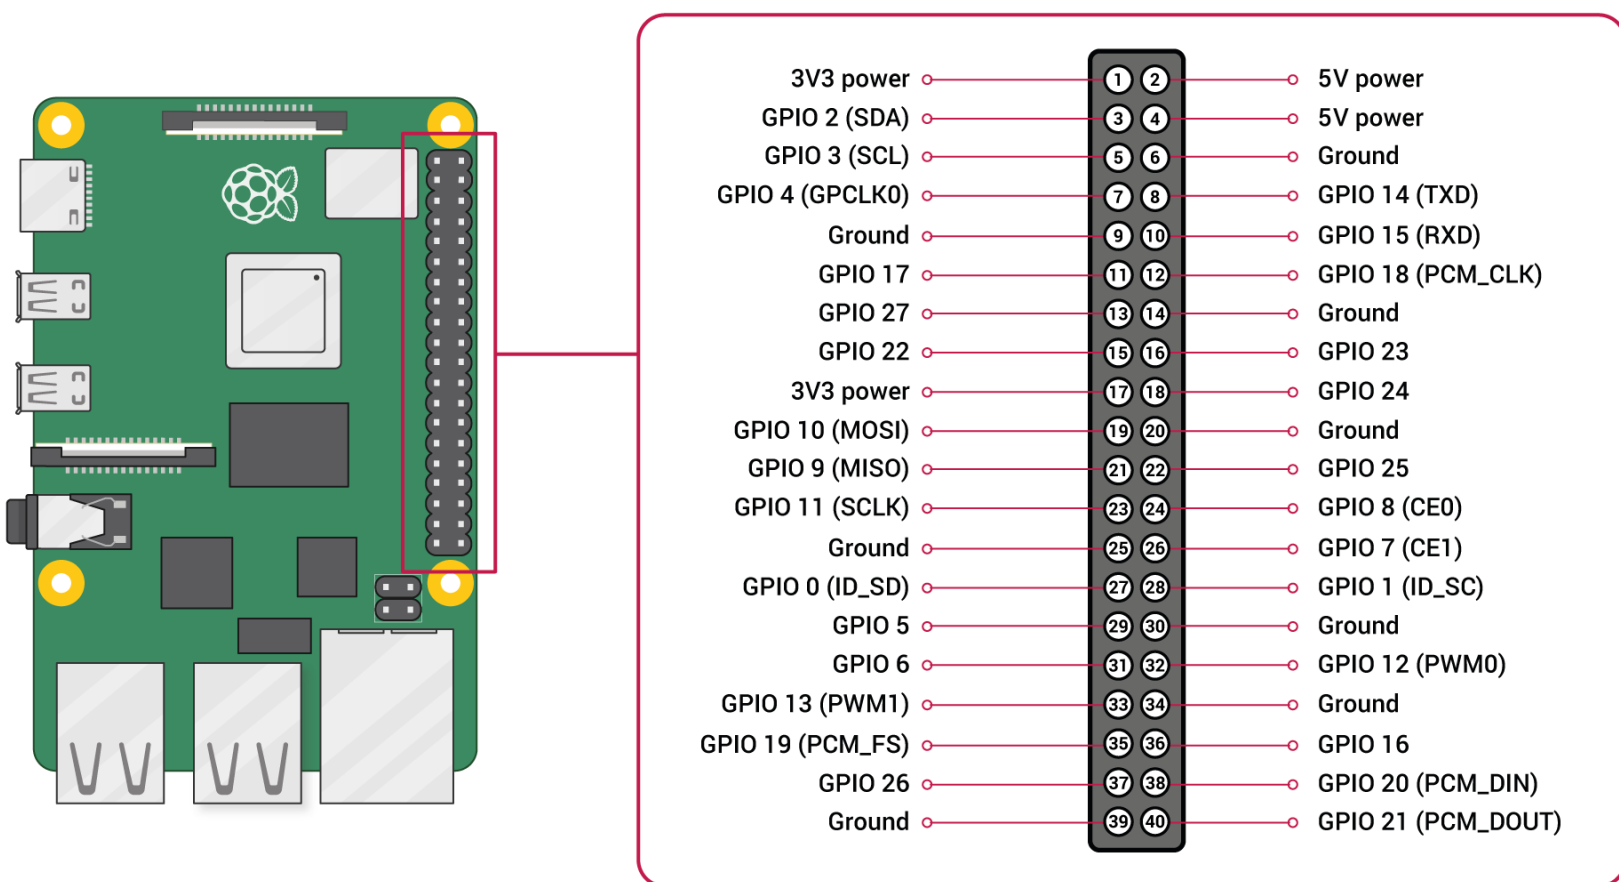 3V3 power 1 2 5V power
GPIO 2 (SDA) 3 4 5V power
GPIO 3 (SCL) 5 6 Ground
GPIO 4 (GPCLK0) 7 8 GPIO 14 (TXD)
Ground 9 10 GPIO 15 (RXD)
GPIO 17 11 12 GPIO 18 (PCM_CLK)
GPIO 27 13 14 Ground
GPIO 22 15 16 GPIO 23
3V3 power 17 18 GPIO 24
GPIO 10 (MOSI) 19 20 Ground
GPIO 9 (MISO) 21 22 GPIO 25
GPIO 11 (SCLK) 23 24 GPIO 8 (CE0)
Ground 25 26 GPIO 7 (CE1)
GPIO 0 (ID_SD) 27 28 GPIO 1 (ID_SC)
GPIO 5 29 30 Ground
GPIO 6 31 32 GPIO 12 (PWM0)
GPIO 13 (PWM1) 33 34 Ground
GPIO 19 (PCM_FS) 35 36 GPIO 16
GPIO 26 37 38 GPIO 20 (PCM_DIN)
Ground 39 40 GPIO 21 (PCM_DOUT)